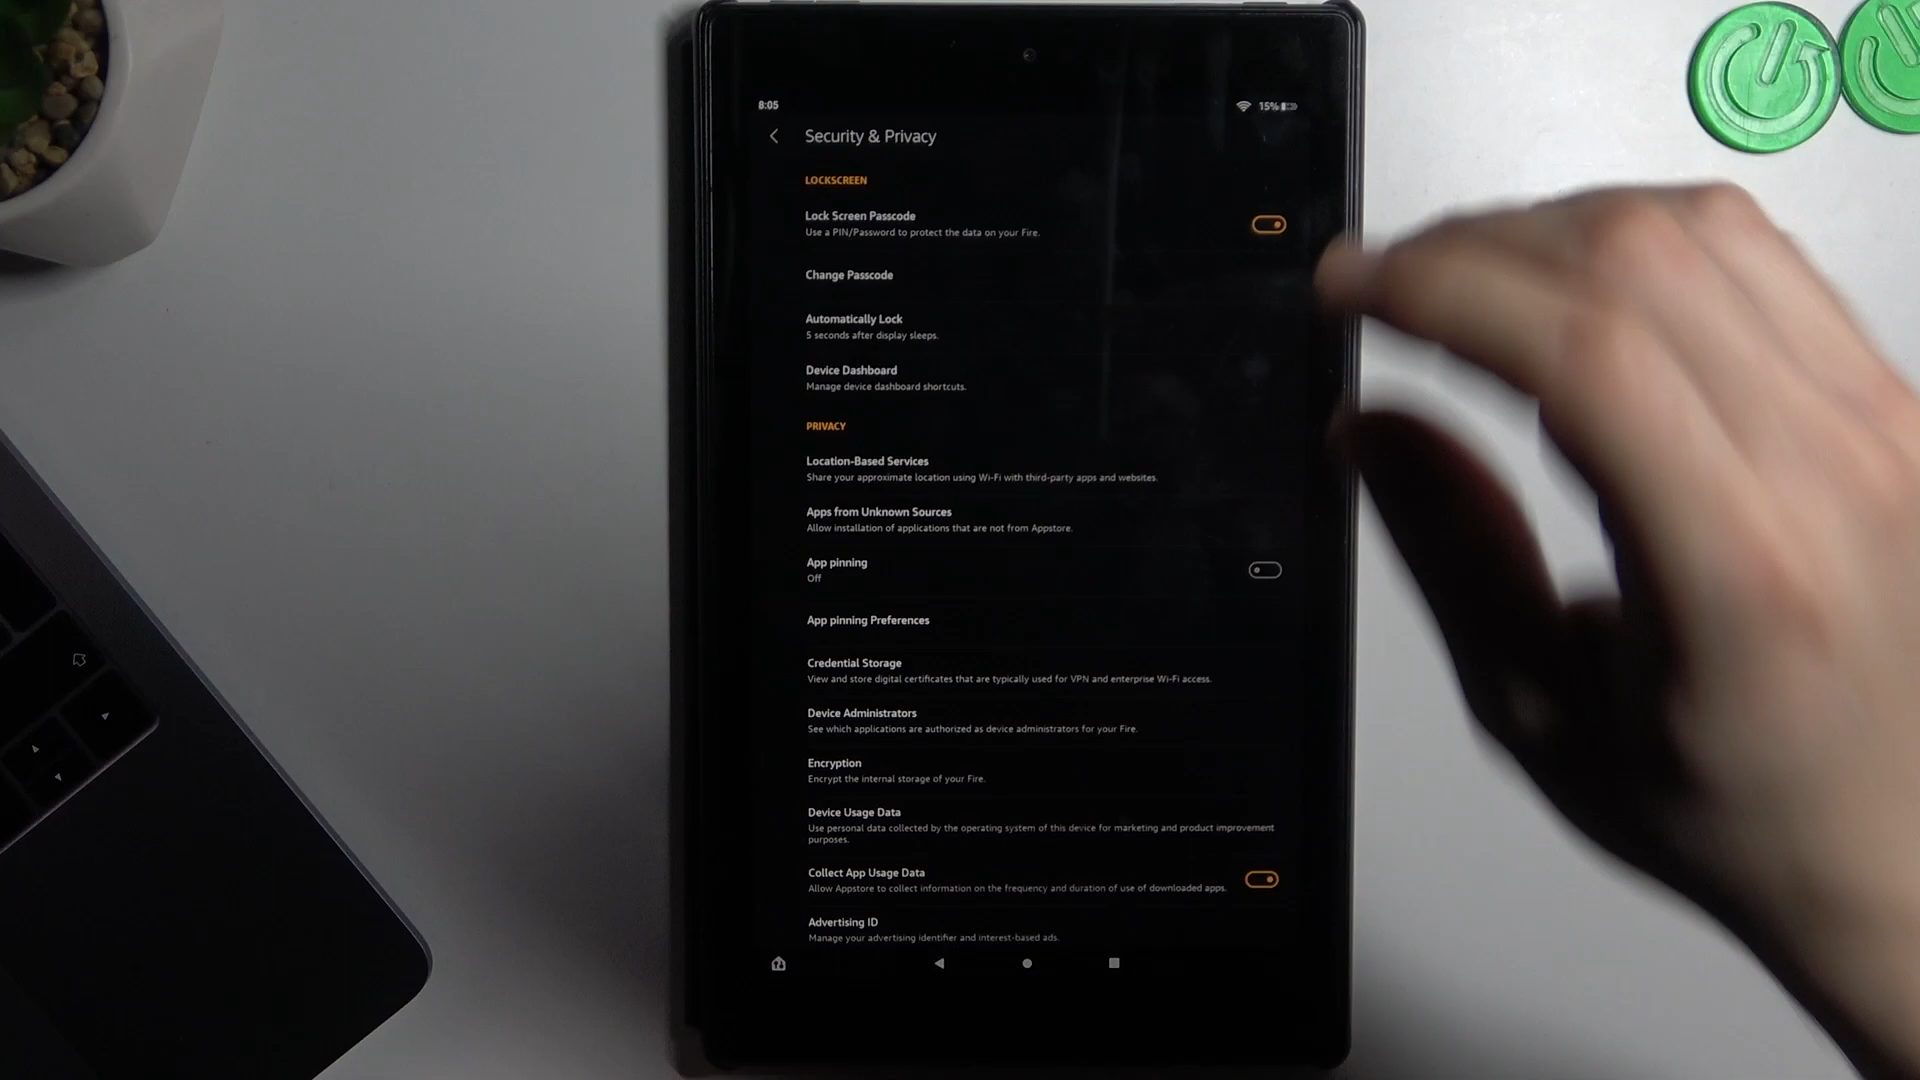 8:05
15%
Security & Privacy
LOCKSCREEN
Lock Screen Passcode
Use a PIN/Password to protect the data on your Fire.
Change Passcode
Automatically Lock
5 seconds after display sleeps.
Device Dashboard
Manage device dashboard shortcuts.
PRIVACY
Location-Based Services
Share your approximate location using Wi-Fi with third-party apps and websites.
Apps from Unknown Sources
Allow installation of applications that are not from Appstore.
App pinning
Off
App pinning Preferences
Credential Storage
View and store digital certificates that are typically used for VPN and enterprise Wi-Fi access.
Device Administrators
See which applications are authorized as device administrators for your Fire.
Encryption
Encrypt the internal storage of your Fire.
Device Usage Data
Use personal data collected by the operating system of this device for marketing and product improvement
purposes.
Collect App Usage Data
Allow Appstore to collect information on the frequency and duration of use of downloaded apps.
Advertising ID
Manage your advertising identifier and interest-based ads.